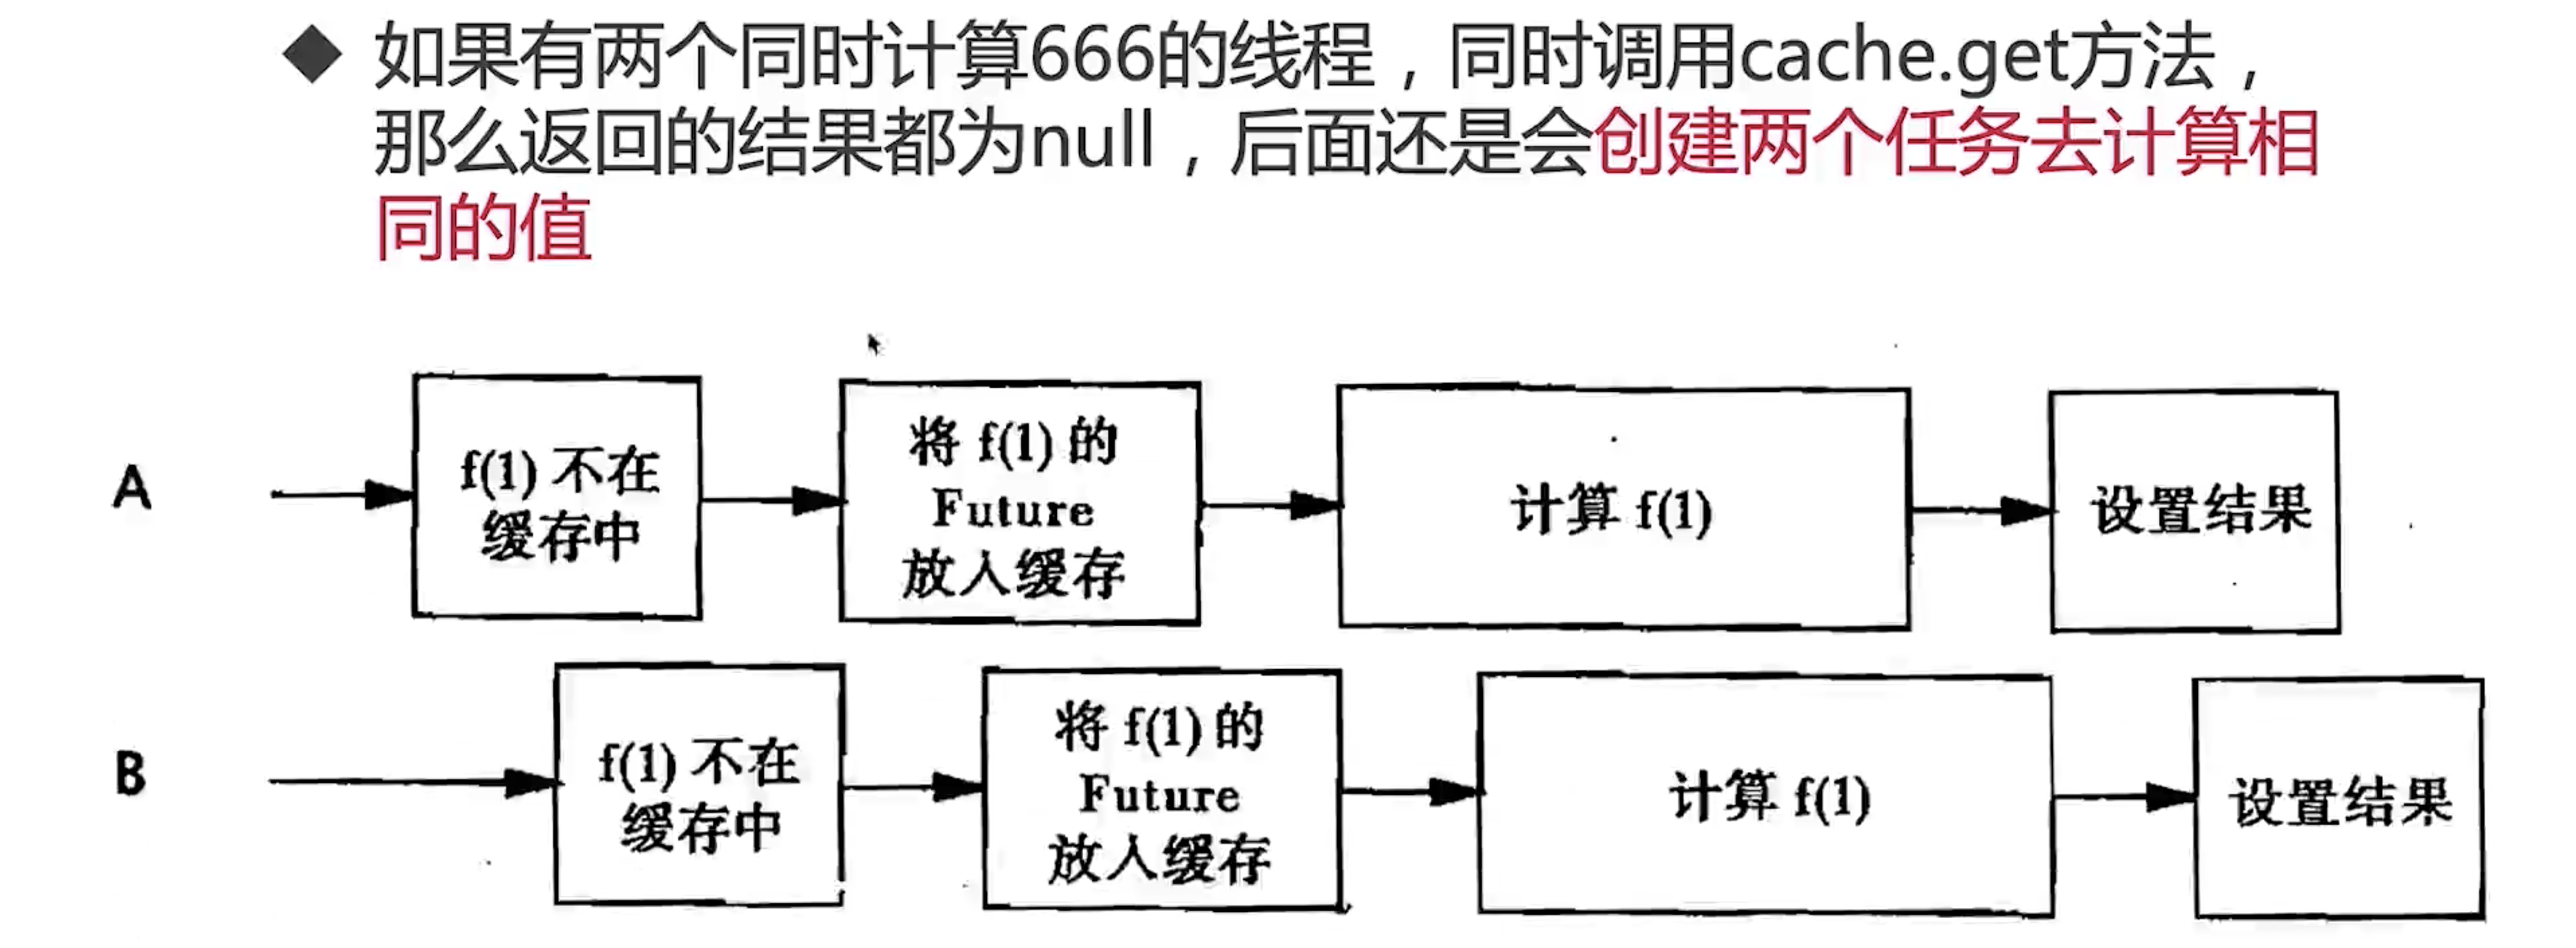 如果有两个同时计算666的线程，同时调用cache.get方法，
那么返回的结果都为null，后面还是会创建两个任务去计算相
同的值
A
f(1) 不在
缓存中
将 f(1) 的
Future
放入缓存
计算 f(1)
设置结果
B
f(1) 不在
缓存中
将 f(1) 的
Future
放入缓存
计算 f(1)
设置结果